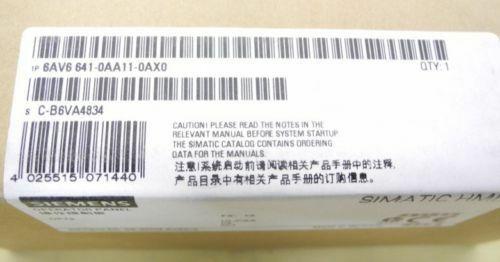 1P 6AV6 641-0AA11-0AX0
QTY: 1
S C-B6VA4834
CAUTION! PLEASE READ THE NOTES IN THE
RELEVANT MANUAL BEFORE SYSTEM STARTUP
THE SIMATIC CATALOG CONTAINS ORDERING
DATA FOR THE MANUALS.
注意!系统启动前请阅读相关产品手册中的注释,
产品目录中有相关手册的订购信息。
4 025515 071440
SIEMENS
SIMATIC HMI
OPERATOR PANEL